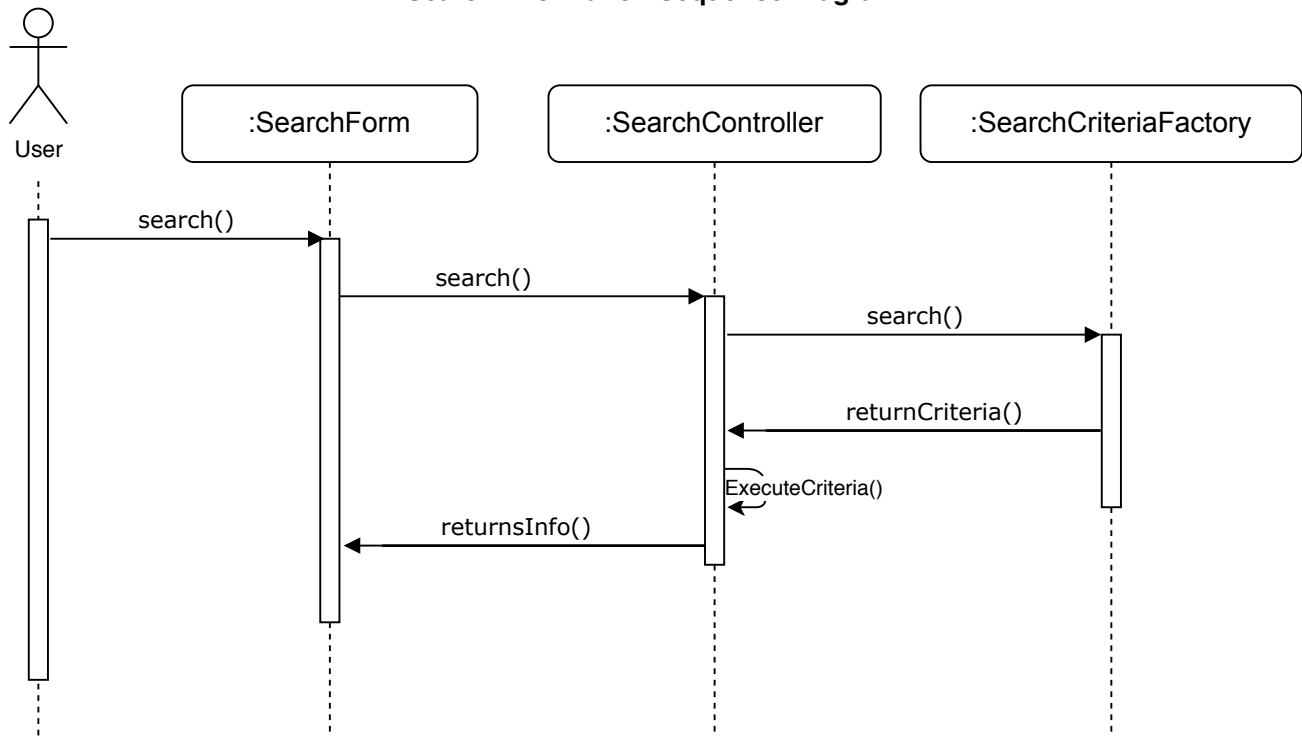 User
:SearchForm
:SearchController
:SearchCriteriaFactory
search()
search()
search()
returnCriteria()
ExecuteCriteria()
returnsInfo()